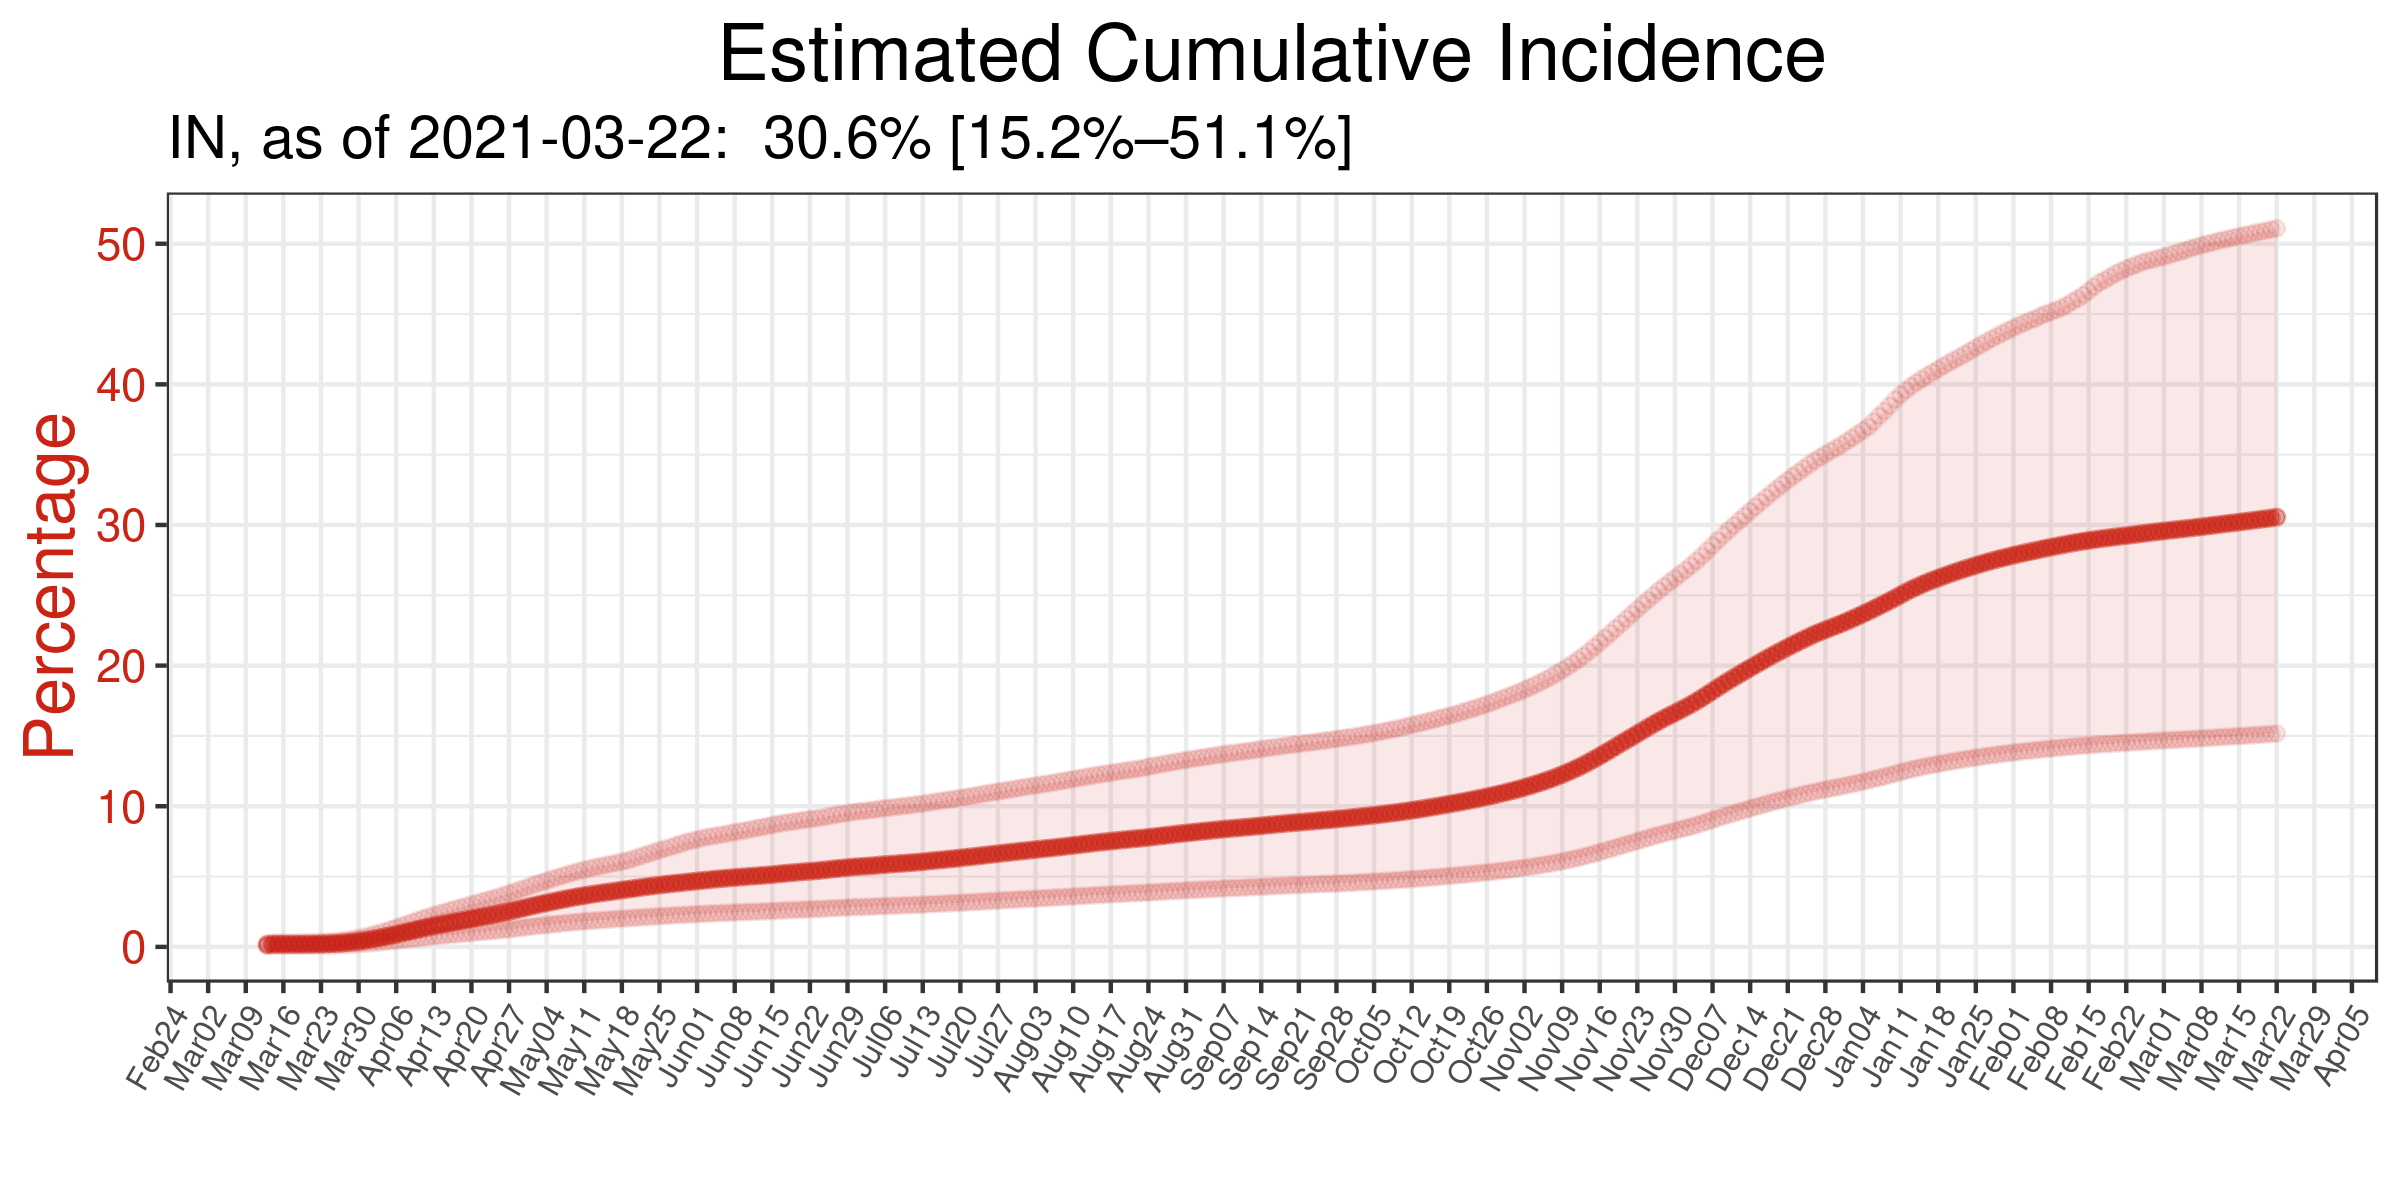 Estimated Cumulative Incidence
IN, as of 2021-03-22:  30.6% [15.2%–51.1%]
Percentage
50
40
30
20
10
0
Feb24
Mar02
Mar09
Mar16
Mar23
Mar30
Apr06
Apr13
Apr20
Apr27
May04
May11
May18
May25
Jun01
Jun08
Jun15
Jun22
Jun29
Jul06
Jul13
Jul20
Jul27
Aug03
Aug10
Aug17
Aug24
Aug31
Sep07
Sep14
Sep21
Sep28
Oct05
Oct12
Oct19
Oct26
Nov02
Nov09
Nov16
Nov23
Nov30
Dec07
Dec14
Dec21
Dec28
Jan04
Jan11
Jan18
Jan25
Feb01
Feb08
Feb15
Feb22
Mar01
Mar08
Mar15
Mar22
Mar29
Apr05